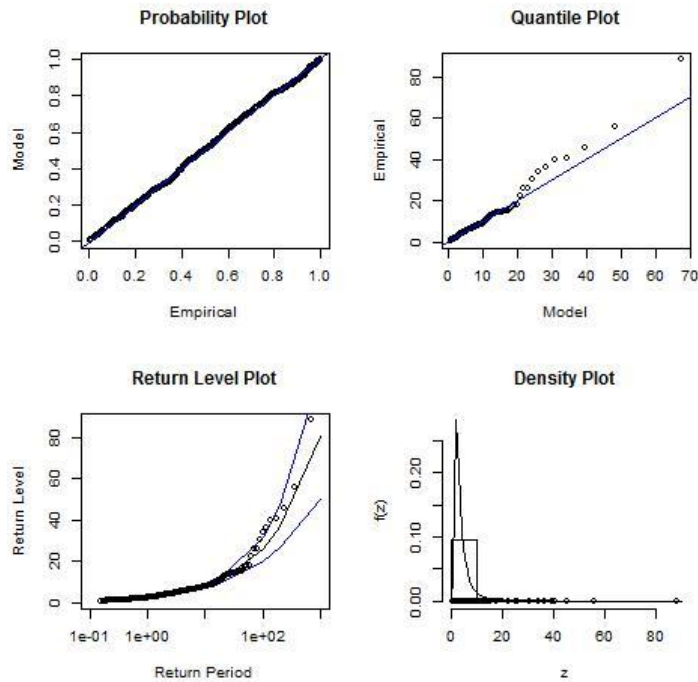 Probability Plot
Model
0.0 0.2 0.4 0.6 0.8 1.0
0.0 0.2 0.4 0.6 0.8 1.0
Empirical
Quantile Plot
Empirical
0 20 40 60 80
0 10 20 30 40 50 60 70
Model
Return Level Plot
Return Level
0 20 40 60 80
1e-01 1e+00 1e+02
Return Period
Density Plot
f(z)
0.00 0.10 0.20
0 20 40 60 80
z